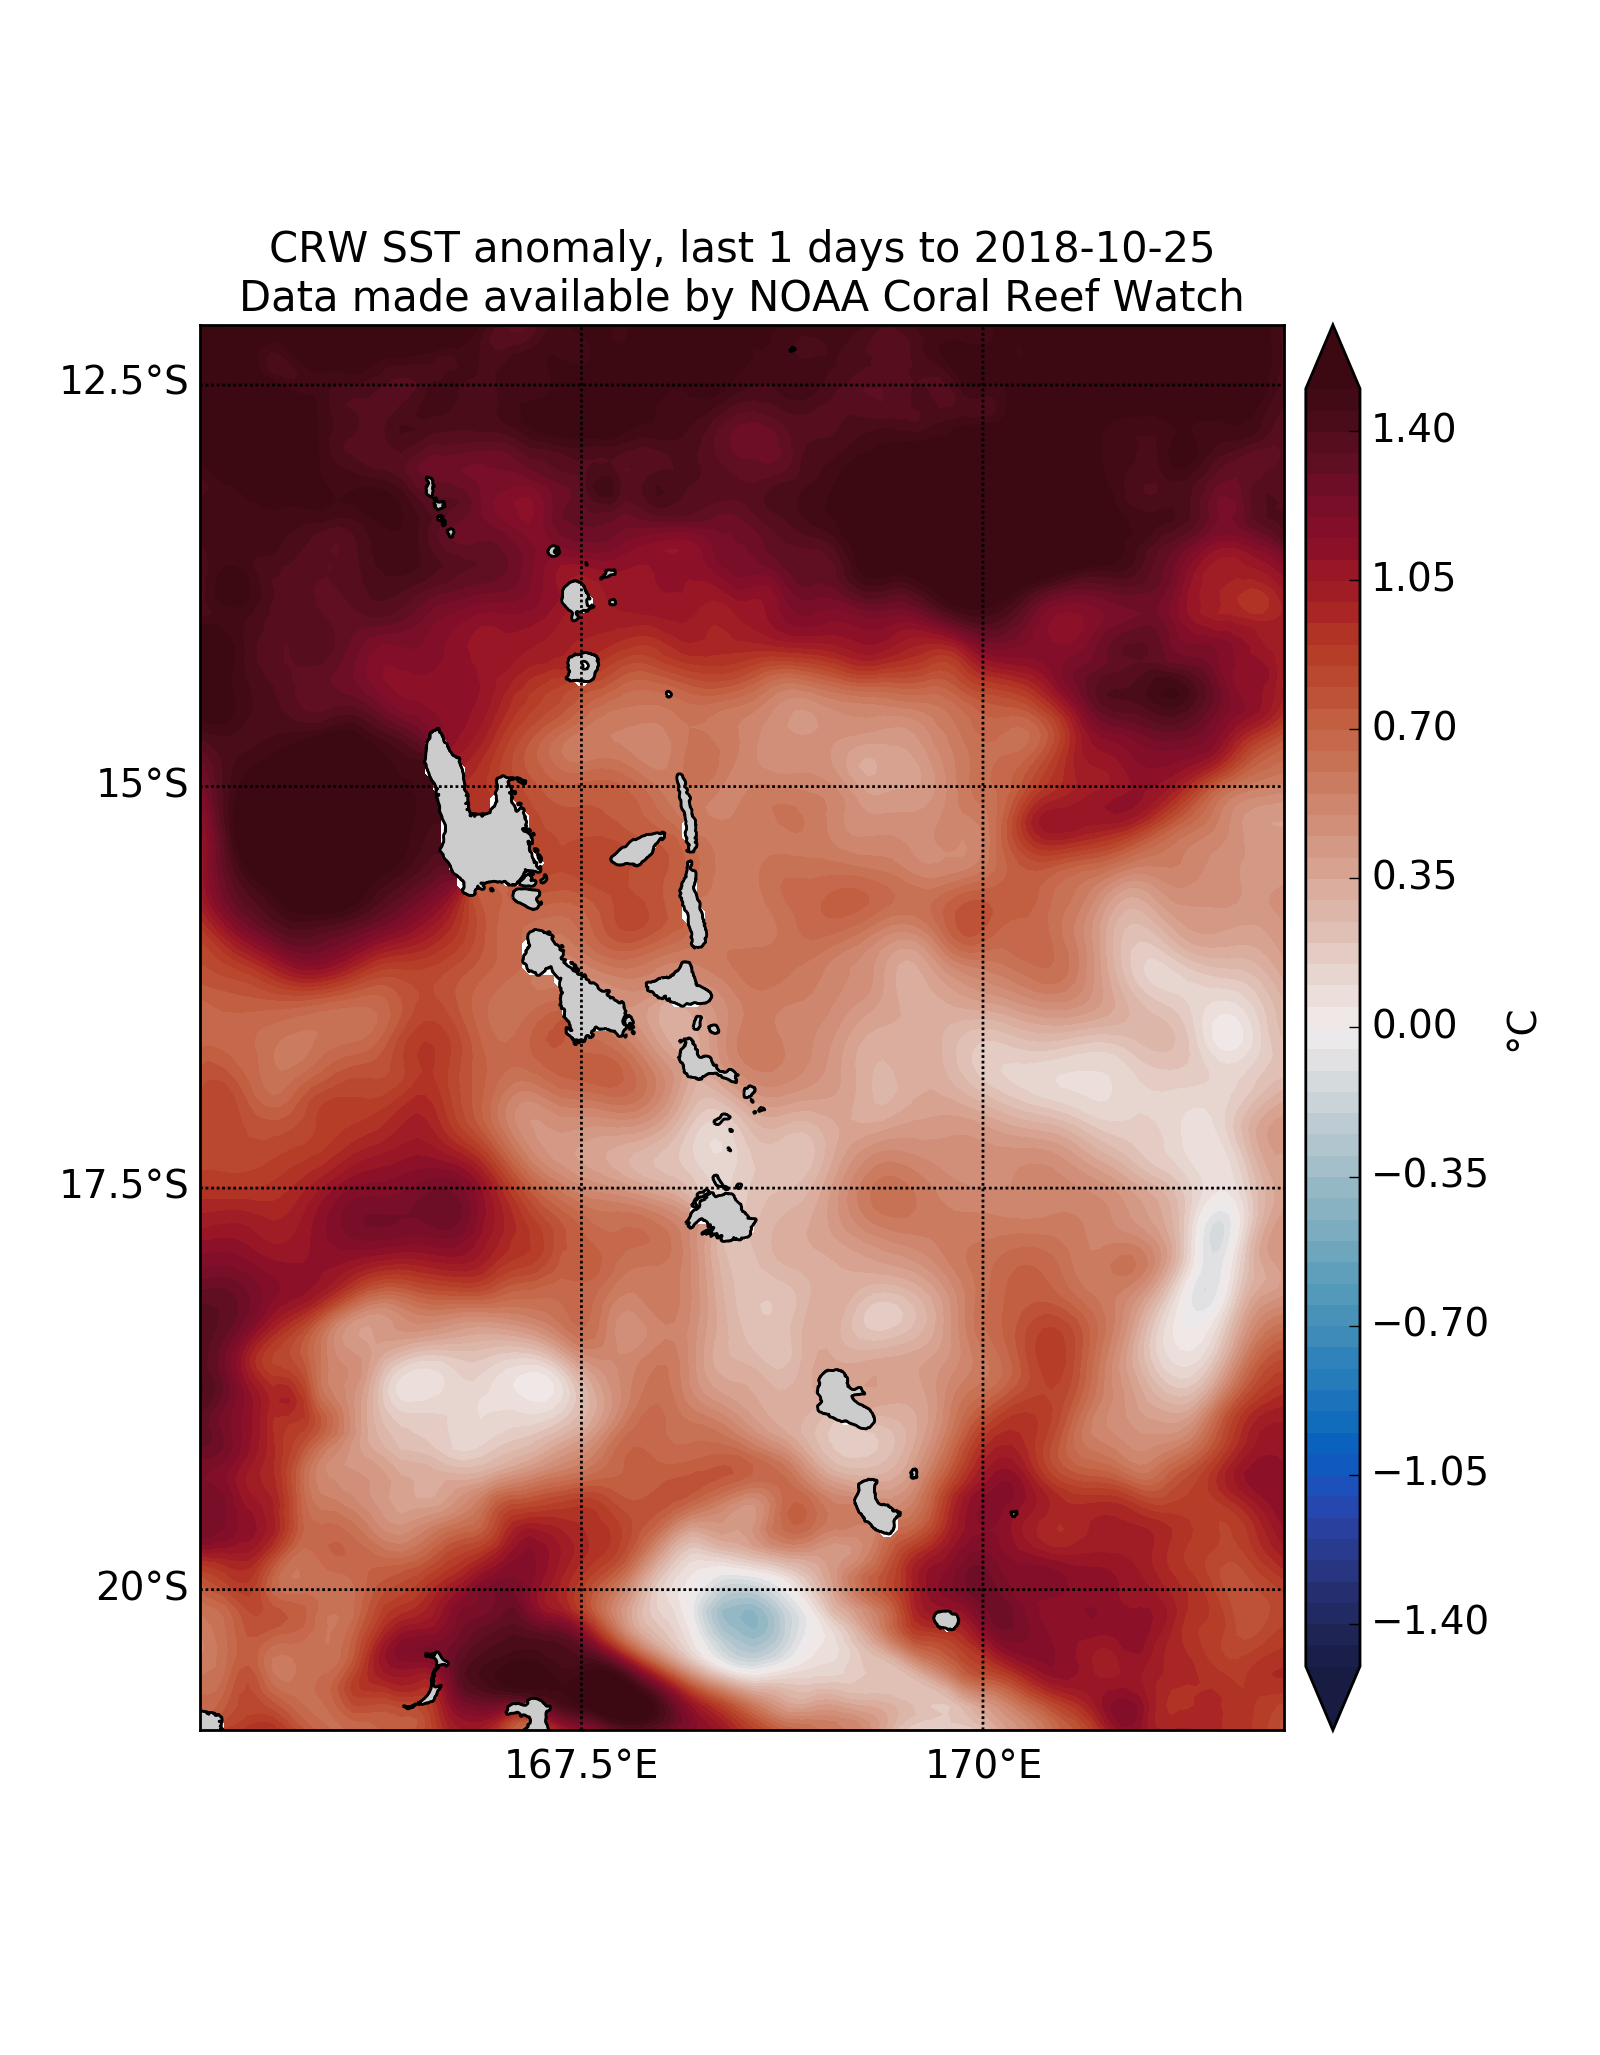 CRW SST anomaly, last 1 days to 2018-10-25
Data made available by NOAA Coral Reef Watch
12.5°S
15°S
17.5°S
20°S
167.5°E
170°E
1.40
1.05
0.70
0.35
0.00
−0.35
−0.70
−1.05
−1.40
°C